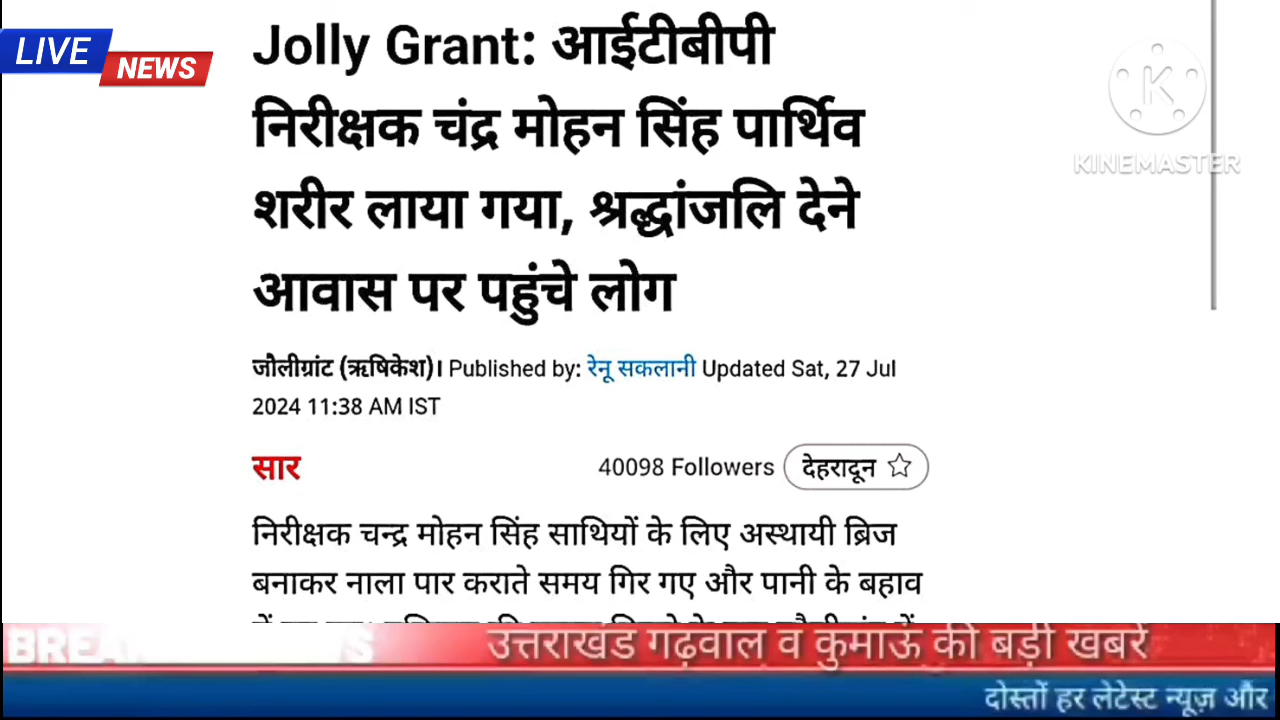 LIVE
NEWS
Jolly Grant: आईटीबीपी
निरीक्षक चंद्र मोहन सिंह पार्थिव
शरीर लाया गया, श्रद्धांजलि देने
आवास पर पहुंचे लोग
K
KINEMASTER
जौलीग्रांट (ऋषिकेश)। Published by: रेनू सकलानी Updated Sat, 27 Jul
2024 11:38 AM IST
सार
40098 Followers
देहरादून
निरीक्षक चन्द्र मोहन सिंह साथियों के लिए अस्थायी ब्रिज
बनाकर नाला पार कराते समय गिर गए और पानी के बहाव
उत्तराखंड गढ़वाल व कुमाऊं की बड़ी खबरें
दोस्तों हर लेटेस्ट न्यूज़ और